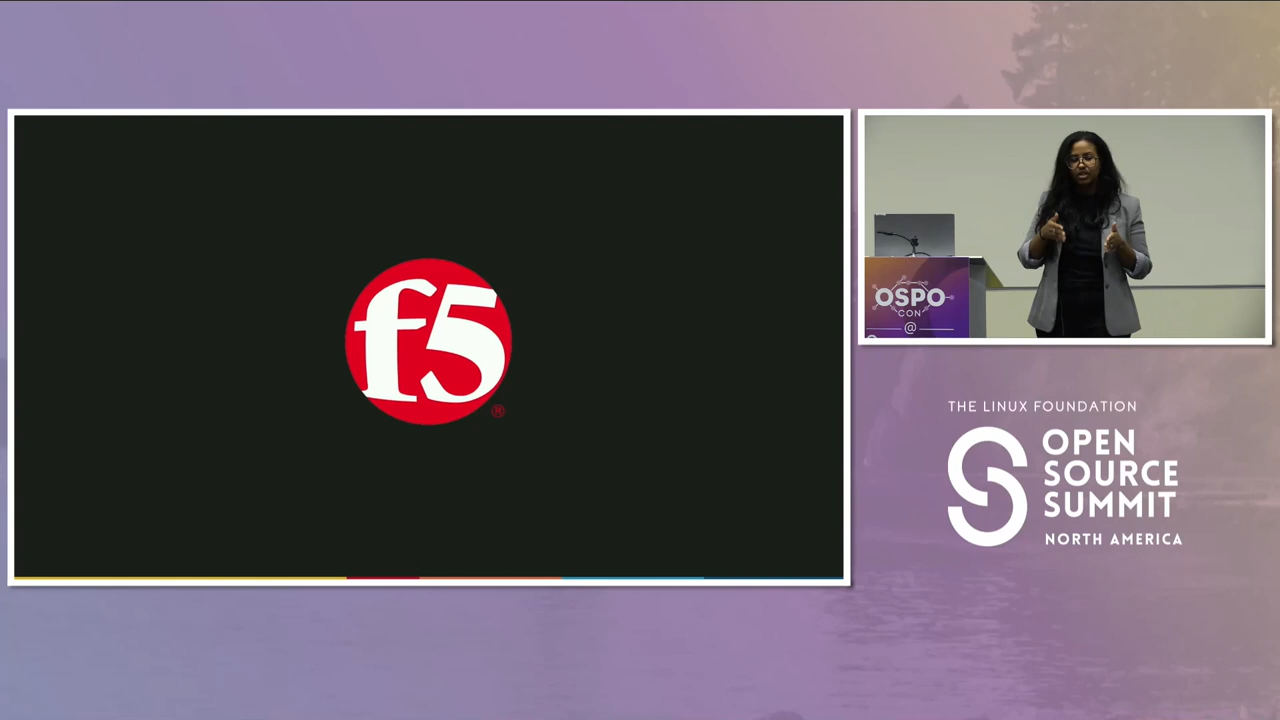 f5
®
OSPO
CON
@
THE LINUX FOUNDATION
OPEN
SOURCE
SUMMIT
NORTH AMERICA